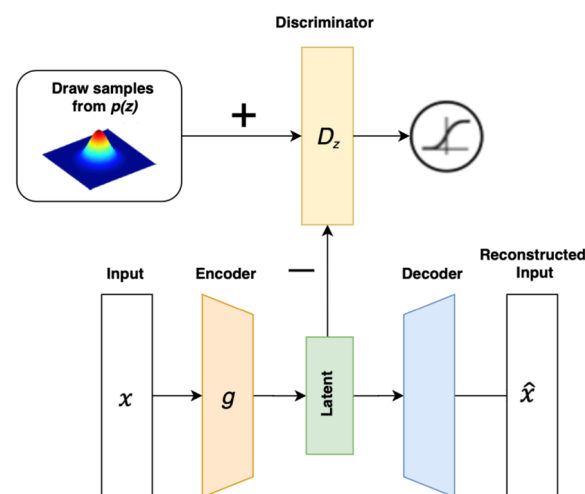 Discriminator
Draw samples
from p(z)
+
D_z
Input
Encoder
−
Decoder
Reconstructed
Input
x
g
Latent
x̂